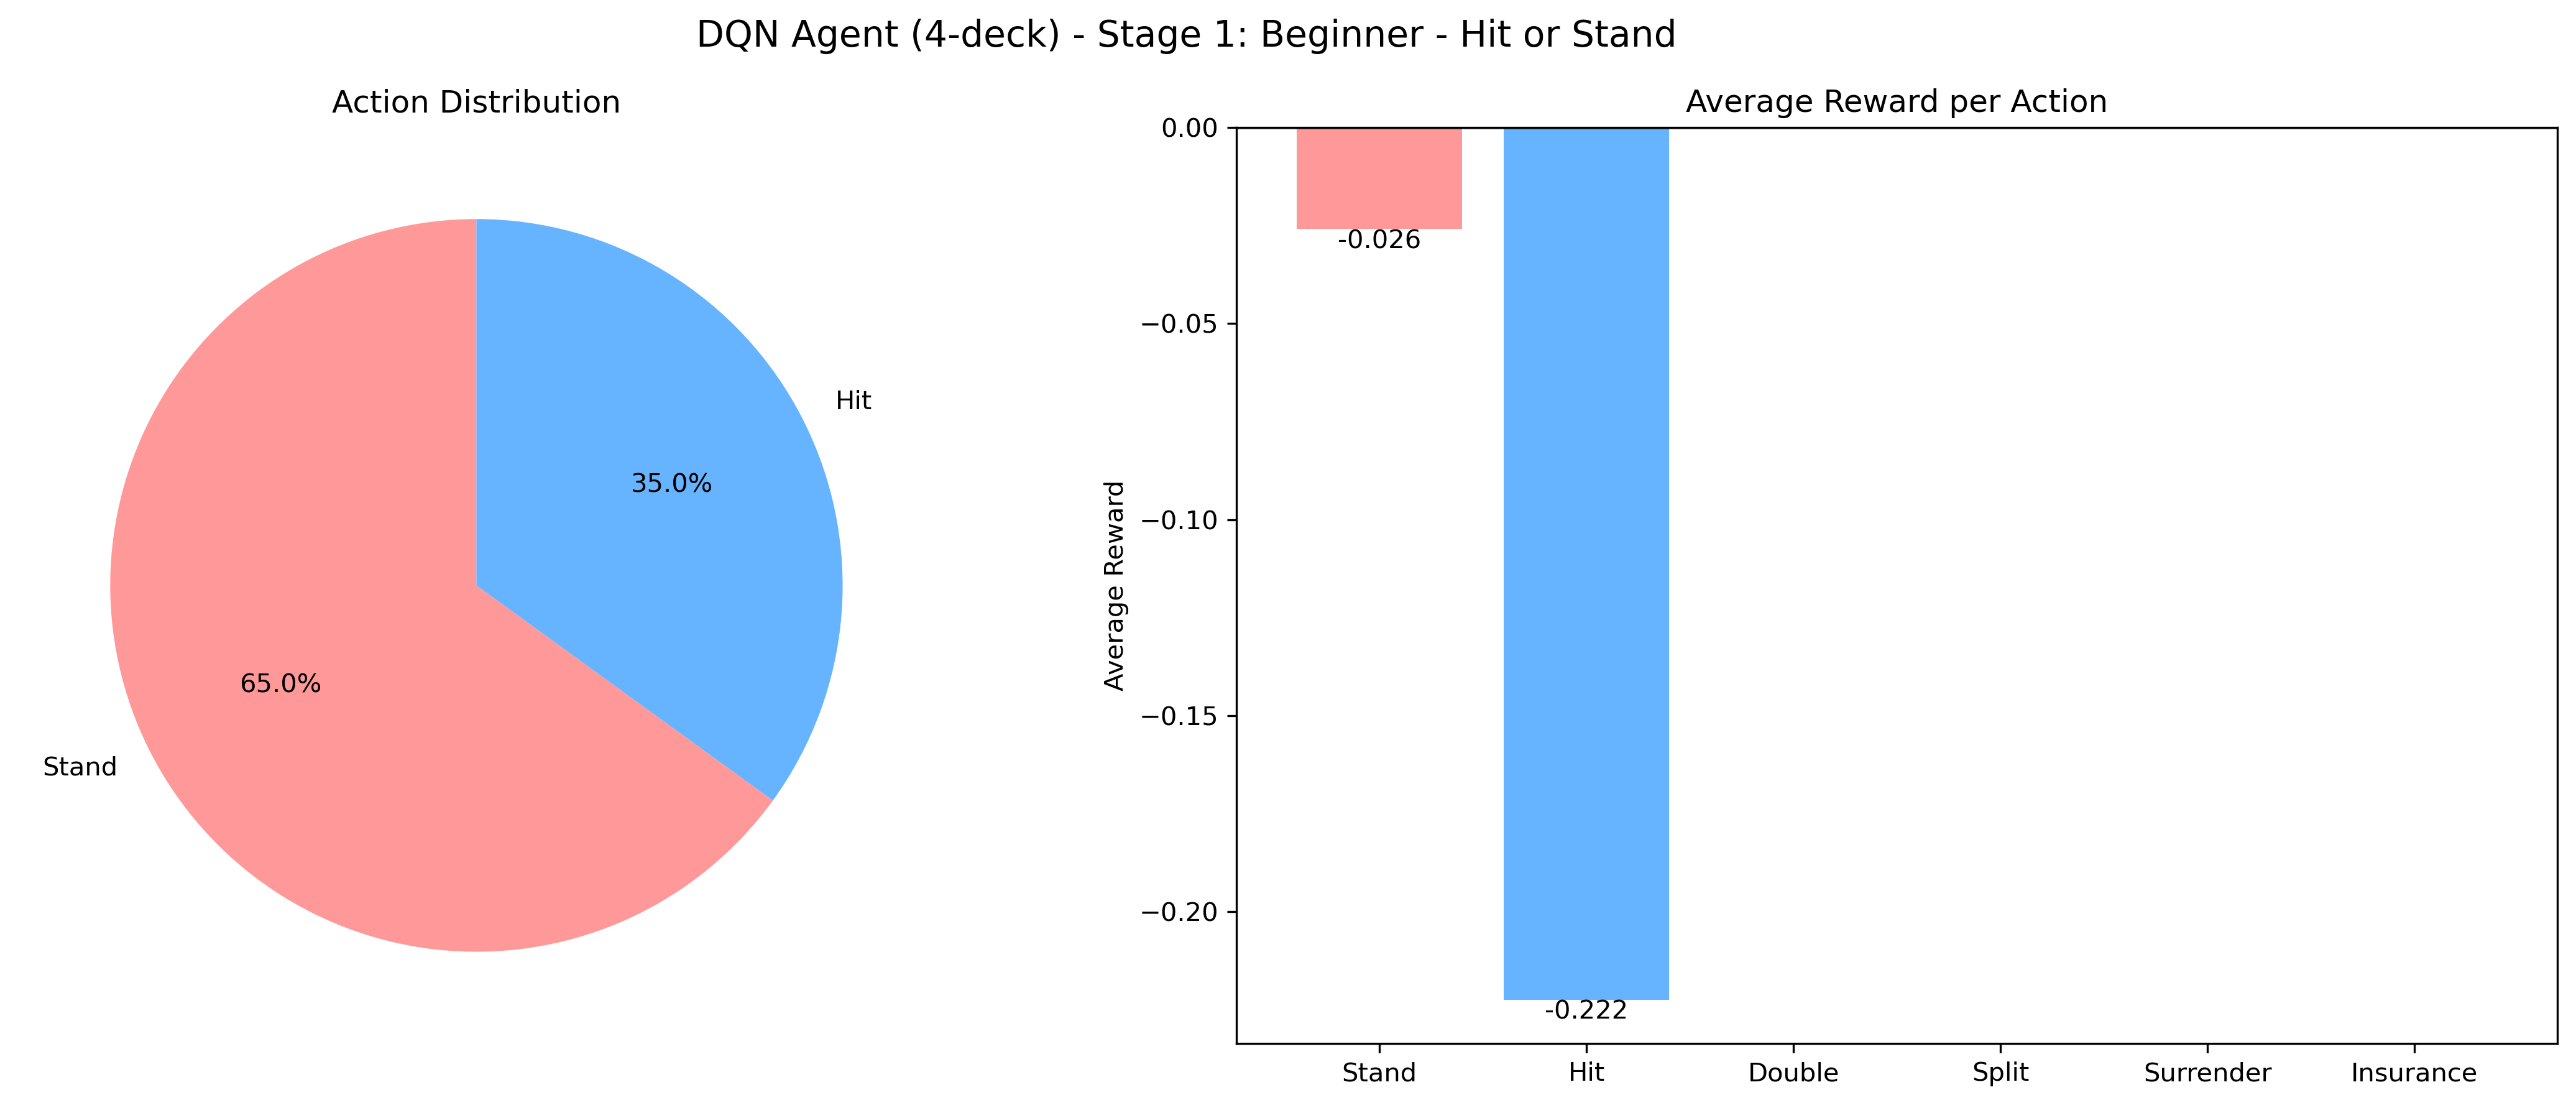 DQN Agent (4-deck) - Stage 1: Beginner - Hit or Stand
Action Distribution
Hit
35.0%
65.0%
Stand
Average Reward per Action
Average Reward
0.00
−0.05
−0.10
−0.15
−0.20
-0.026
-0.222
Stand
Hit
Double
Split
Surrender
Insurance